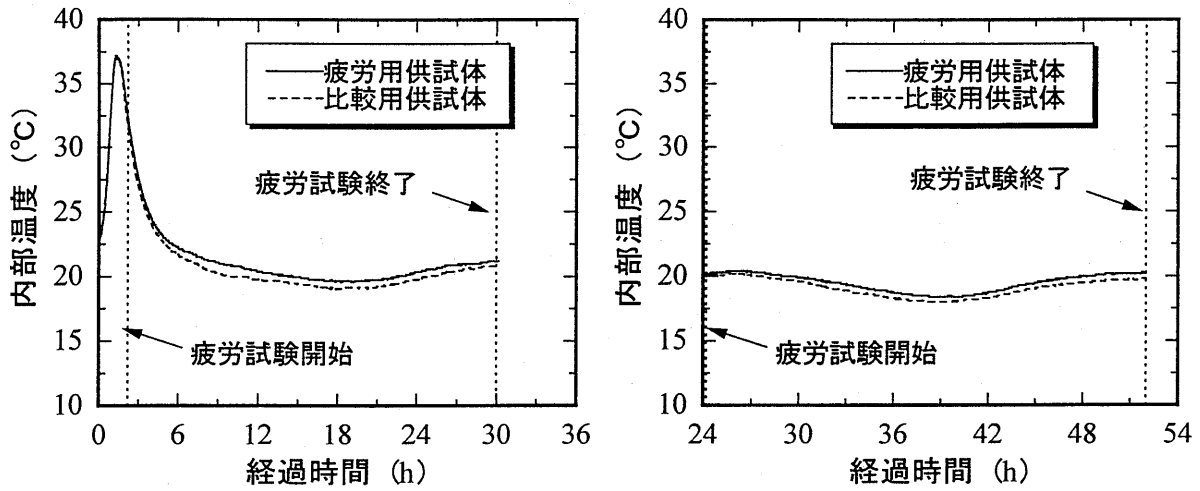 40
35
30
25
20
15
10
内部温度 (℃)
疲労用供試体
比較用供試体
疲労試験終了
疲労試験開始
0 6 12 18 24 30 36
経過時間 (h)
40
35
30
25
20
15
10
内部温度 (℃)
疲労用供試体
比較用供試体
疲労試験終了
疲労試験開始
24 30 36 42 48 54
経過時間 (h)